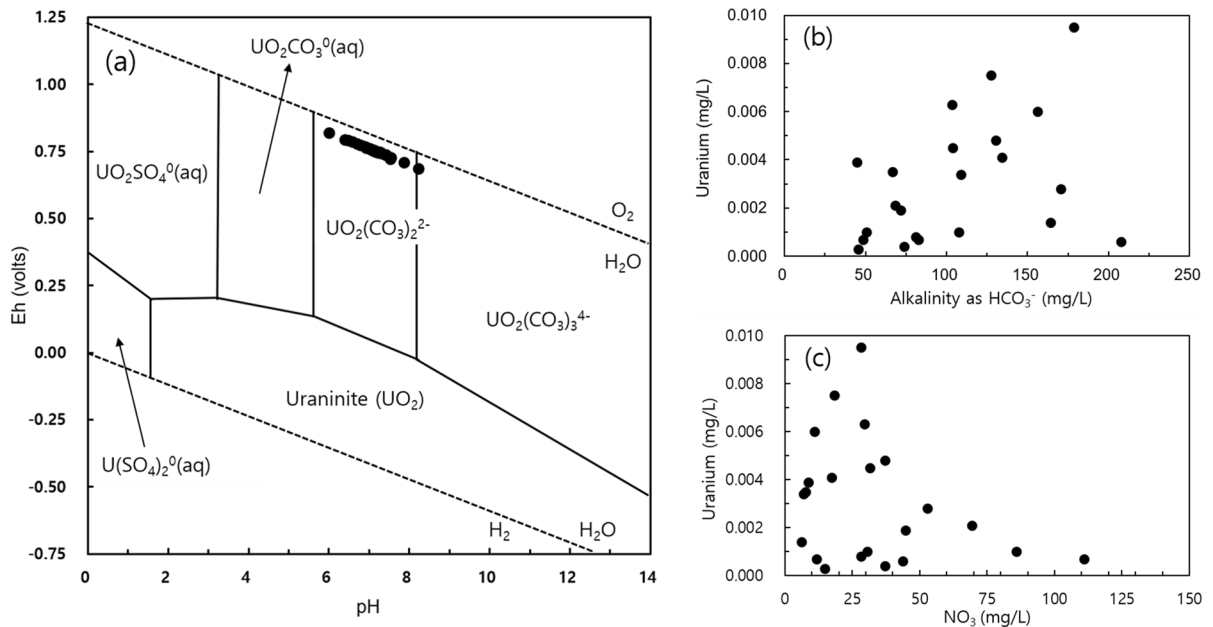 (a)
UO₂CO₃⁰(aq)
UO₂SO₄⁰(aq)
UO₂(CO₃)₂²⁻
UO₂(CO₃)₃⁴⁻
Uraninite (UO₂)
U(SO₄)₂⁰(aq)
O₂
H₂O
H₂
H₂O
Eh (volts)
1.25
1.00
0.75
0.50
0.25
0.00
-0.25
-0.50
-0.75
0 2 4 6 8 10 12 14
pH
(b)
Uranium (mg/L)
0.010
0.008
0.006
0.004
0.002
0.000
0 50 100 150 200 250
Alkalinity as HCO₃⁻ (mg/L)
(c)
Uranium (mg/L)
0.010
0.008
0.006
0.004
0.002
0.000
0 25 50 75 100 125 150
NO₃ (mg/L)